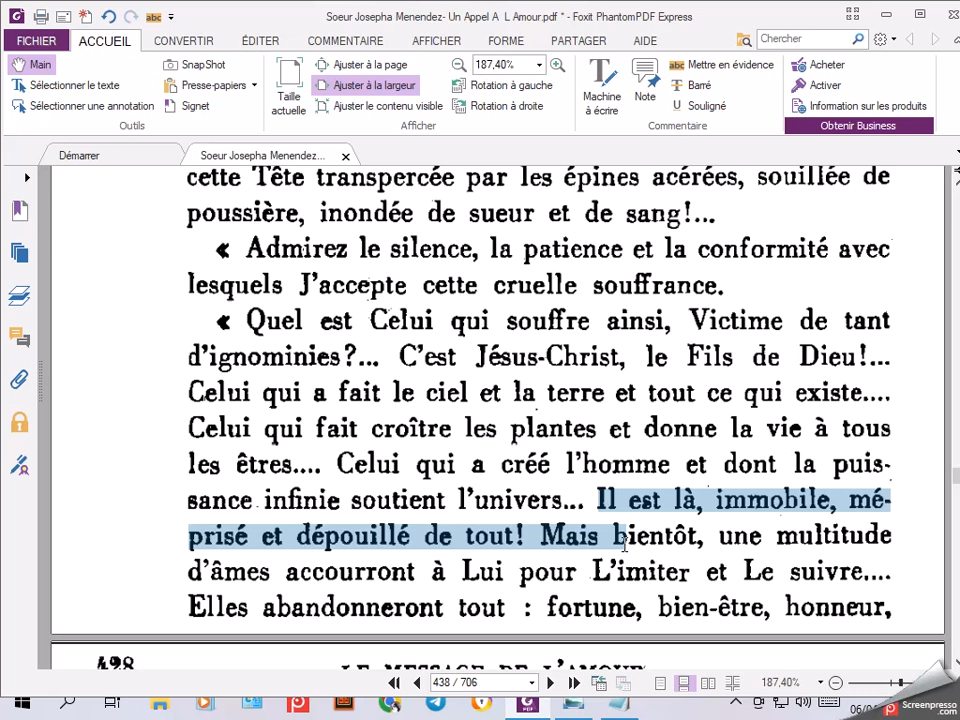 Soeur Josepha Menendez- Un Appel A L Amour.pdf * - Foxit PhantomPDF Express
FICHIER ACCUEIL CONVERTIR ÉDITER COMMENTAIRE AFFICHER FORME PARTAGER AIDE Chercher
Main SnapShot Ajuster à la page 187,40% abc Mettre en évidence Acheter
Sélectionner le texte Presse-papiers Ajuster à la largeur Rotation à gauche Barré Activer
Sélectionner une annotation Signet Taille actuelle Ajuster le contenu visible Rotation à droite Machine à écrire Note Souligné Information sur les produits
Outils Afficher Commentaire Obtenir Business
Démarrer Soeur Josepha Menendez...
cette Tête transpercée par les épines acérées, souillée de
poussière, inondée de sueur et de sang!...
« Admirez le silence, la patience et la conformité avec
lesquels J'accepte cette cruelle souffrance.
« Quel est Celui qui souffre ainsi, Victime de tant
d'ignominies?... C'est Jésus-Christ, le Fils de Dieu!...
Celui qui a fait le ciel et la terre et tout ce qui existe....
Celui qui fait croître les plantes et donne la vie à tous
les êtres.... Celui qui a créé l'homme et dont la puis-
sance infinie soutient l'univers... Il est là, immobile, mé-
prisé et dépouillé de tout! Mais bientôt, une multitude
d'âmes accourront à Lui pour L'imiter et Le suivre....
Elles abandonneront tout : fortune, bien-être, honneur,
428 LE MESSAGE DE L'AMOUR
438 / 706 187,40%
Screenpresso
.com